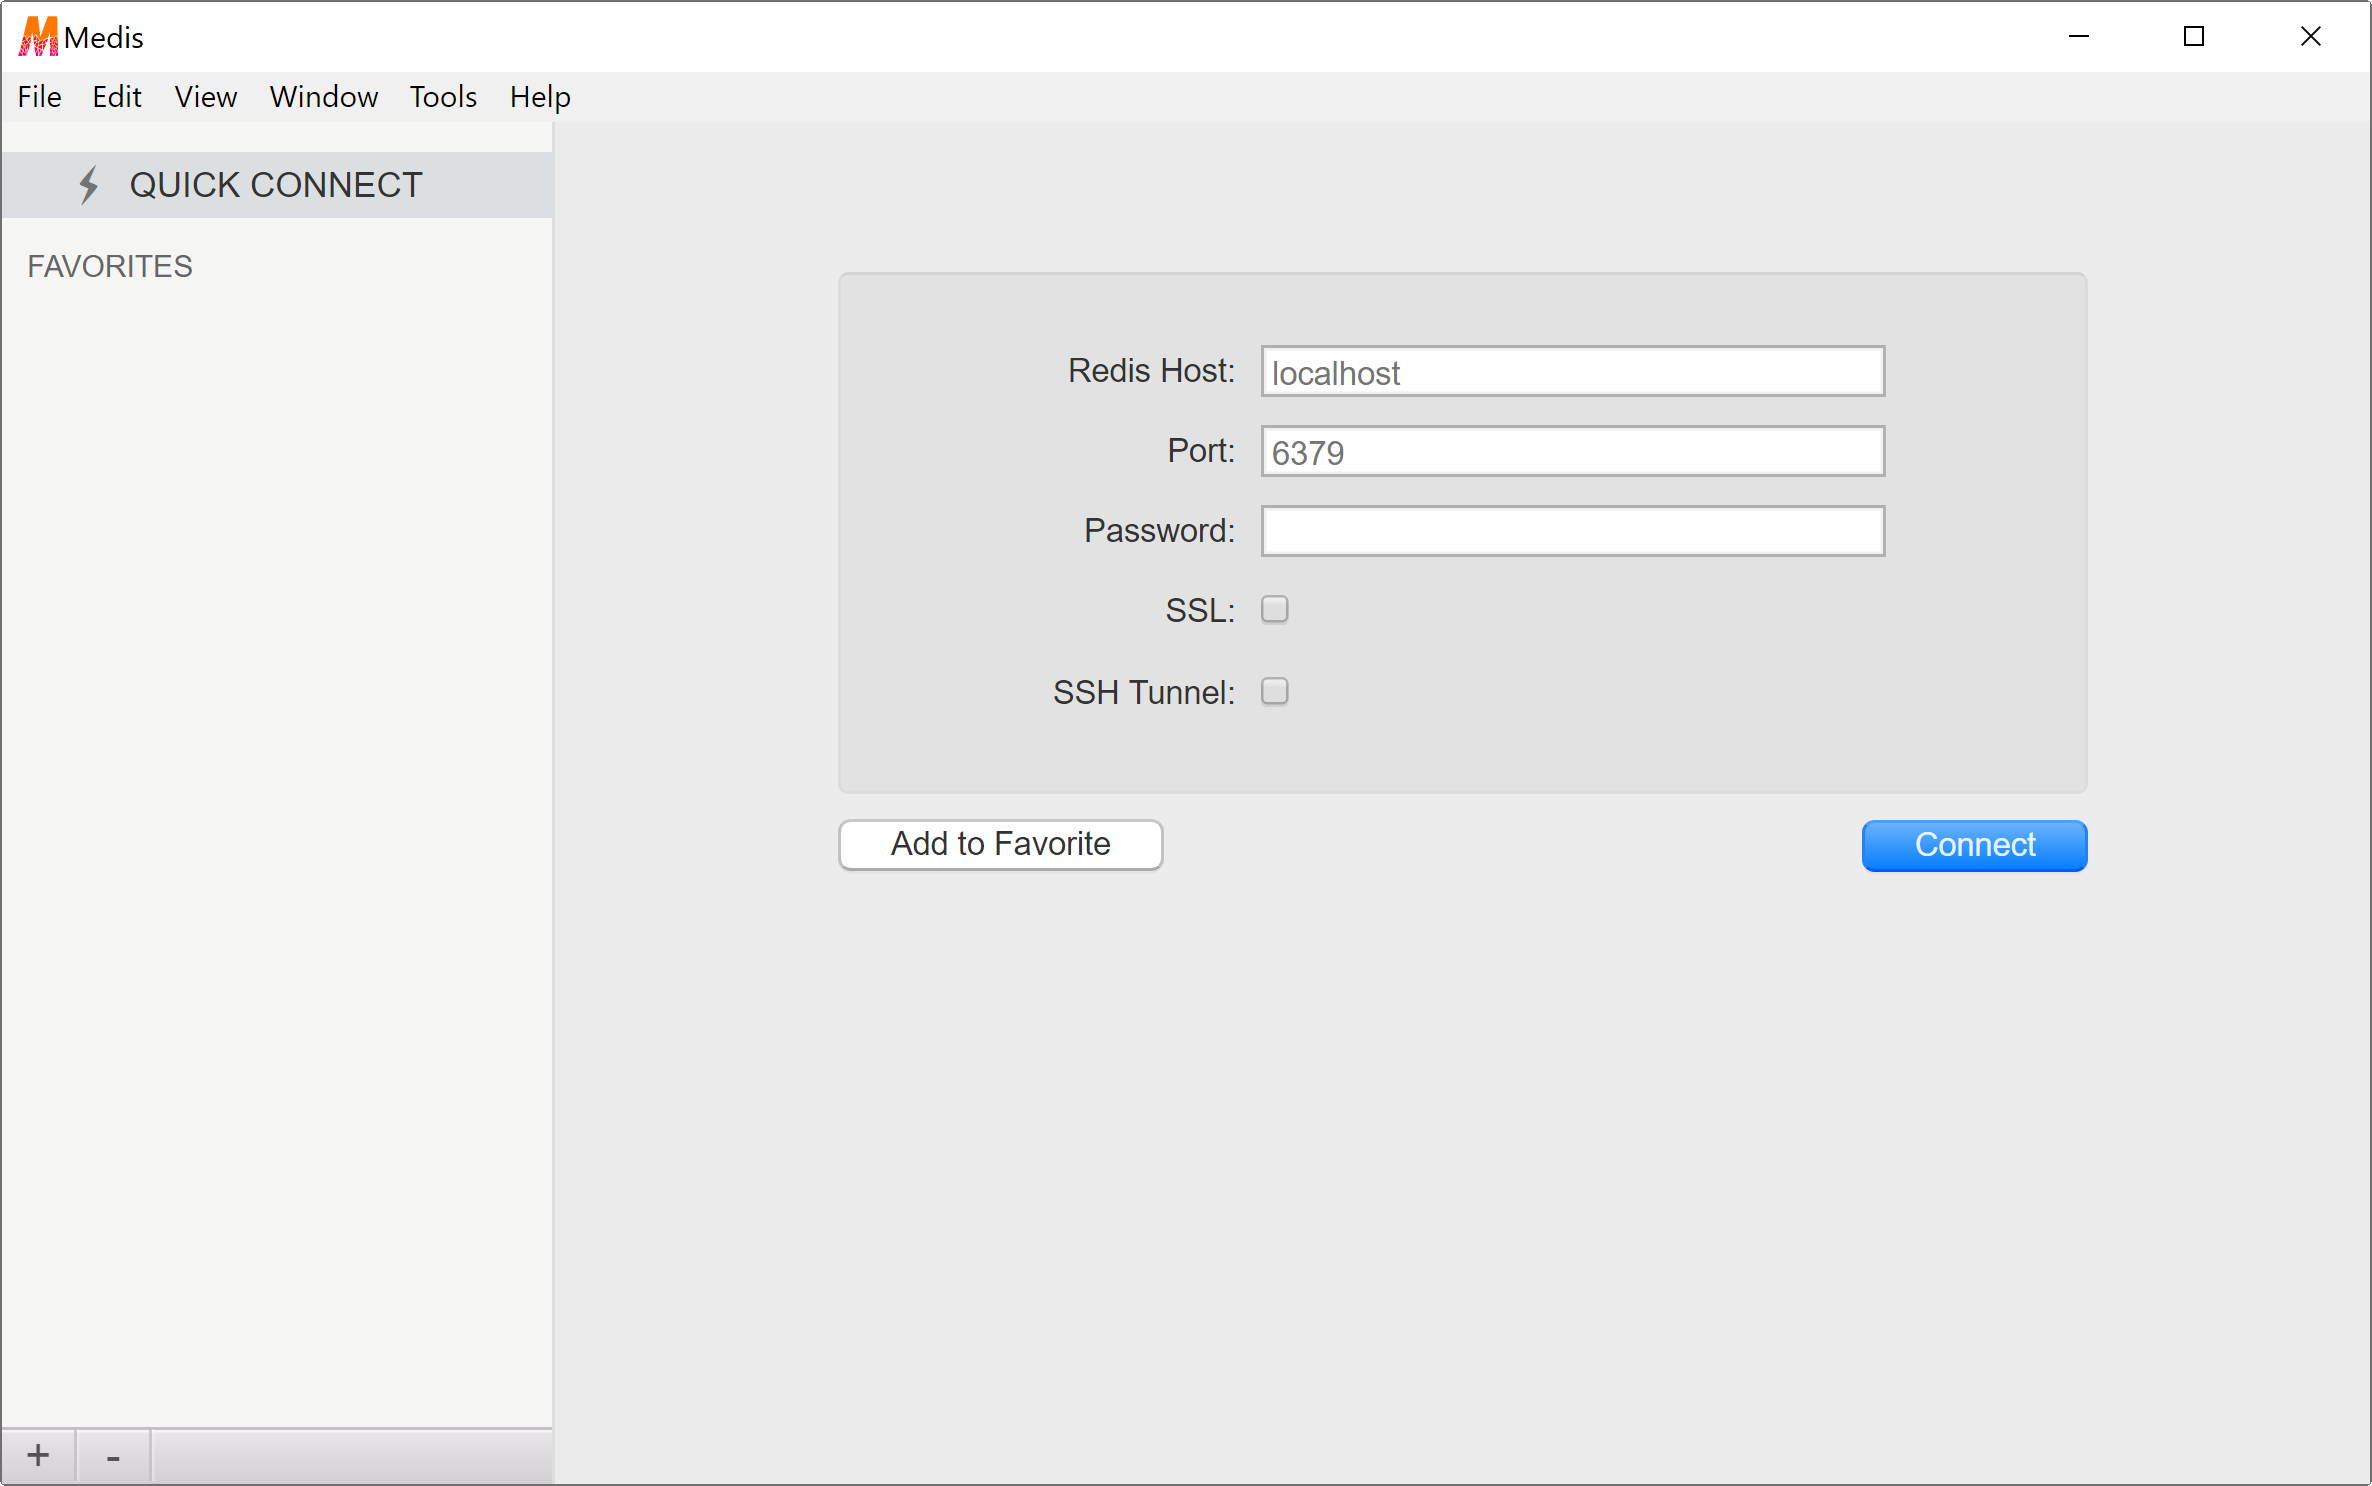 Medis
File Edit View Window Tools Help
QUICK CONNECT
FAVORITES
Redis Host: localhost
Port: 6379
Password:
SSL:
SSH Tunnel:
Add to Favorite Connect
+ -